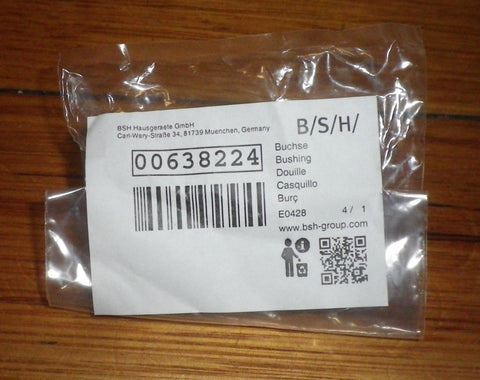 BSH Hausgeraete GmbH
Carl-Wery-Straße 34, 81739 Muenchen, Germany
B/S/H/
00638224
Buchse
Bushing
Douille
Casquillo
Burç
E0428 4 / 1
www.bsh-group.com